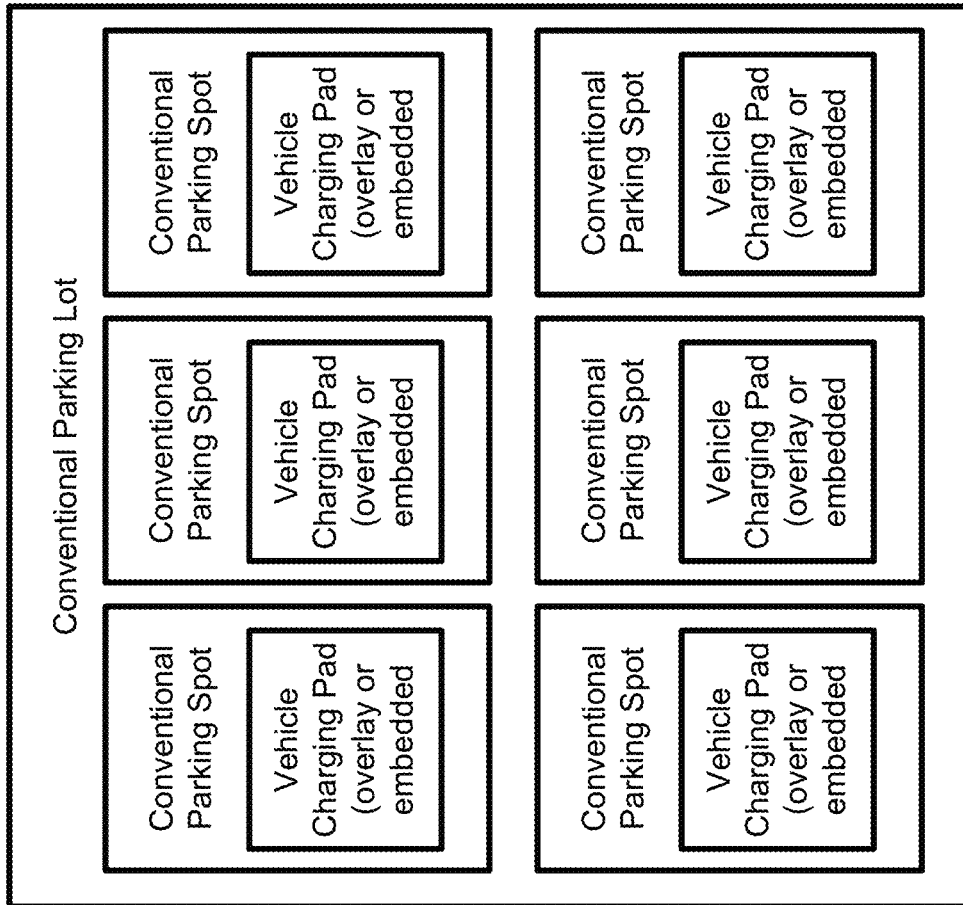 Conventional Parking Lot
Conventional
Parking Spot
Vehicle
Charging Pad
(overlay or
embedded
Conventional
Parking Spot
Vehicle
Charging Pad
(overlay or
embedded
Conventional
Parking Spot
Vehicle
Charging Pad
(overlay or
embedded
Conventional
Parking Spot
Vehicle
Charging Pad
(overlay or
embedded
Conventional
Parking Spot
Vehicle
Charging Pad
(overlay or
embedded
Conventional
Parking Spot
Vehicle
Charging Pad
(overlay or
embedded